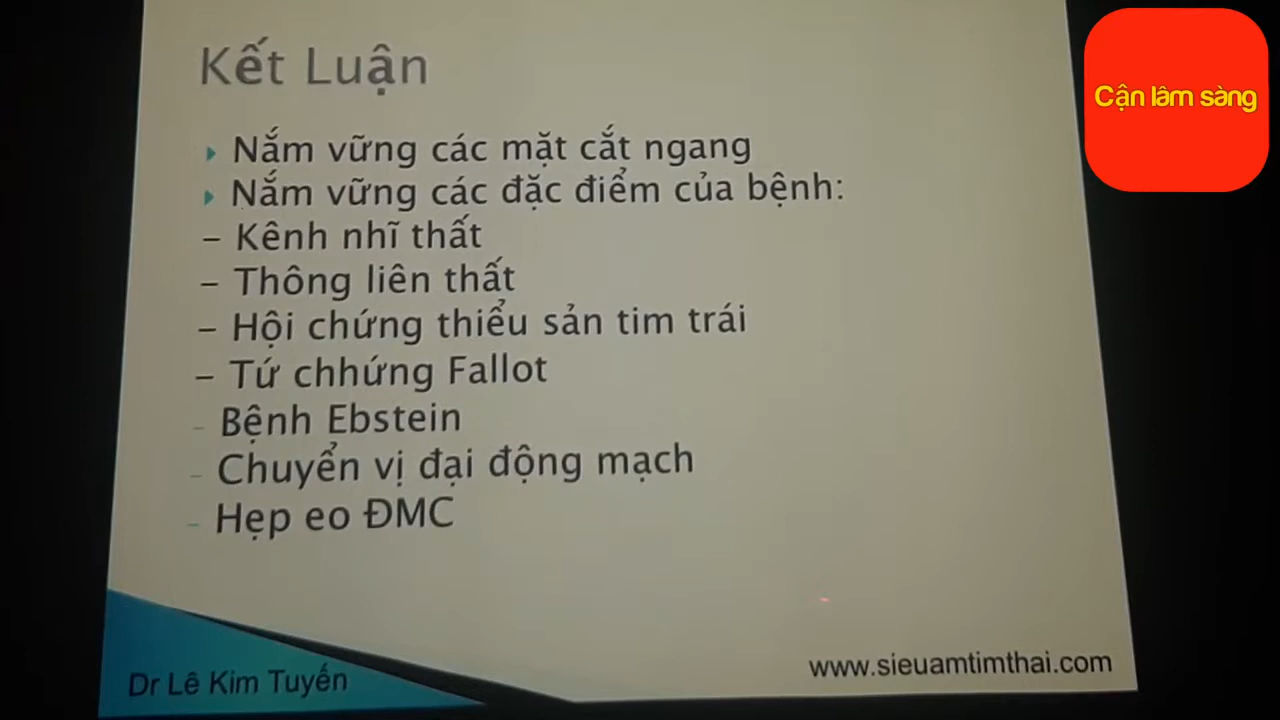 Kết Luận
Cận lâm sàng
Nắm vững các mặt cắt ngang
Nắm vững các đặc điểm của bệnh:
– Kênh nhĩ thất
– Thông liên thất
– Hội chứng thiểu sản tim trái
– Tứ chhứng Fallot
– Bệnh Ebstein
– Chuyển vị đại động mạch
– Hẹp eo ĐMC
Dr Lê Kim Tuyến
www.sieuamtimthai.com